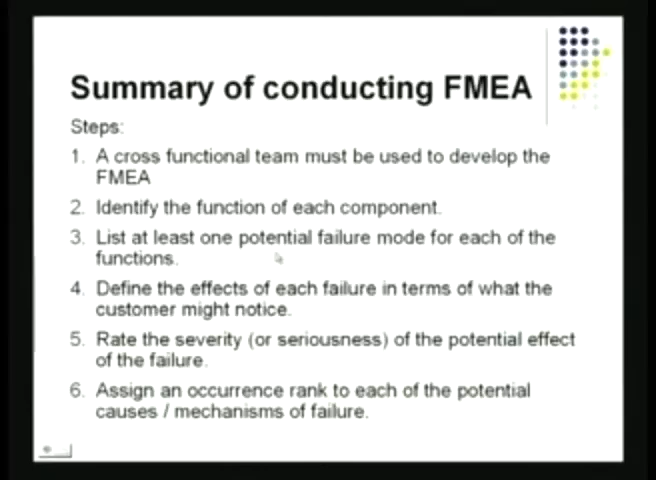 Summary of conducting FMEA
Steps:
1. A cross functional team must be used to develop the
FMEA
2. Identify the function of each component.
3. List at least one potential failure mode for each of the
functions.
4. Define the effects of each failure in terms of what the
customer might notice.
5. Rate the severity (or seriousness) of the potential effect
of the failure.
6. Assign an occurrence rank to each of the potential
causes / mechanisms of failure.